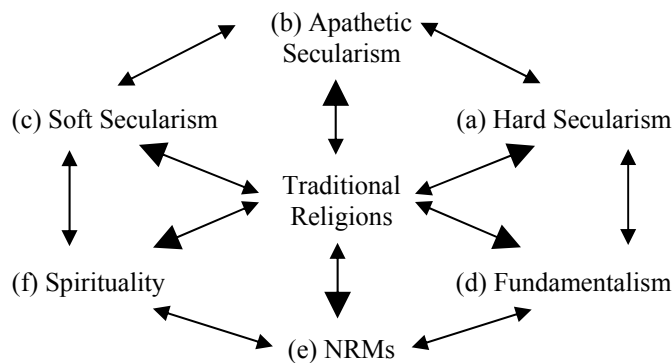 (b) Apathetic
Secularism
(c) Soft Secularism
(a) Hard Secularism
Traditional
Religions
(f) Spirituality
(d) Fundamentalism
(e) NRMs